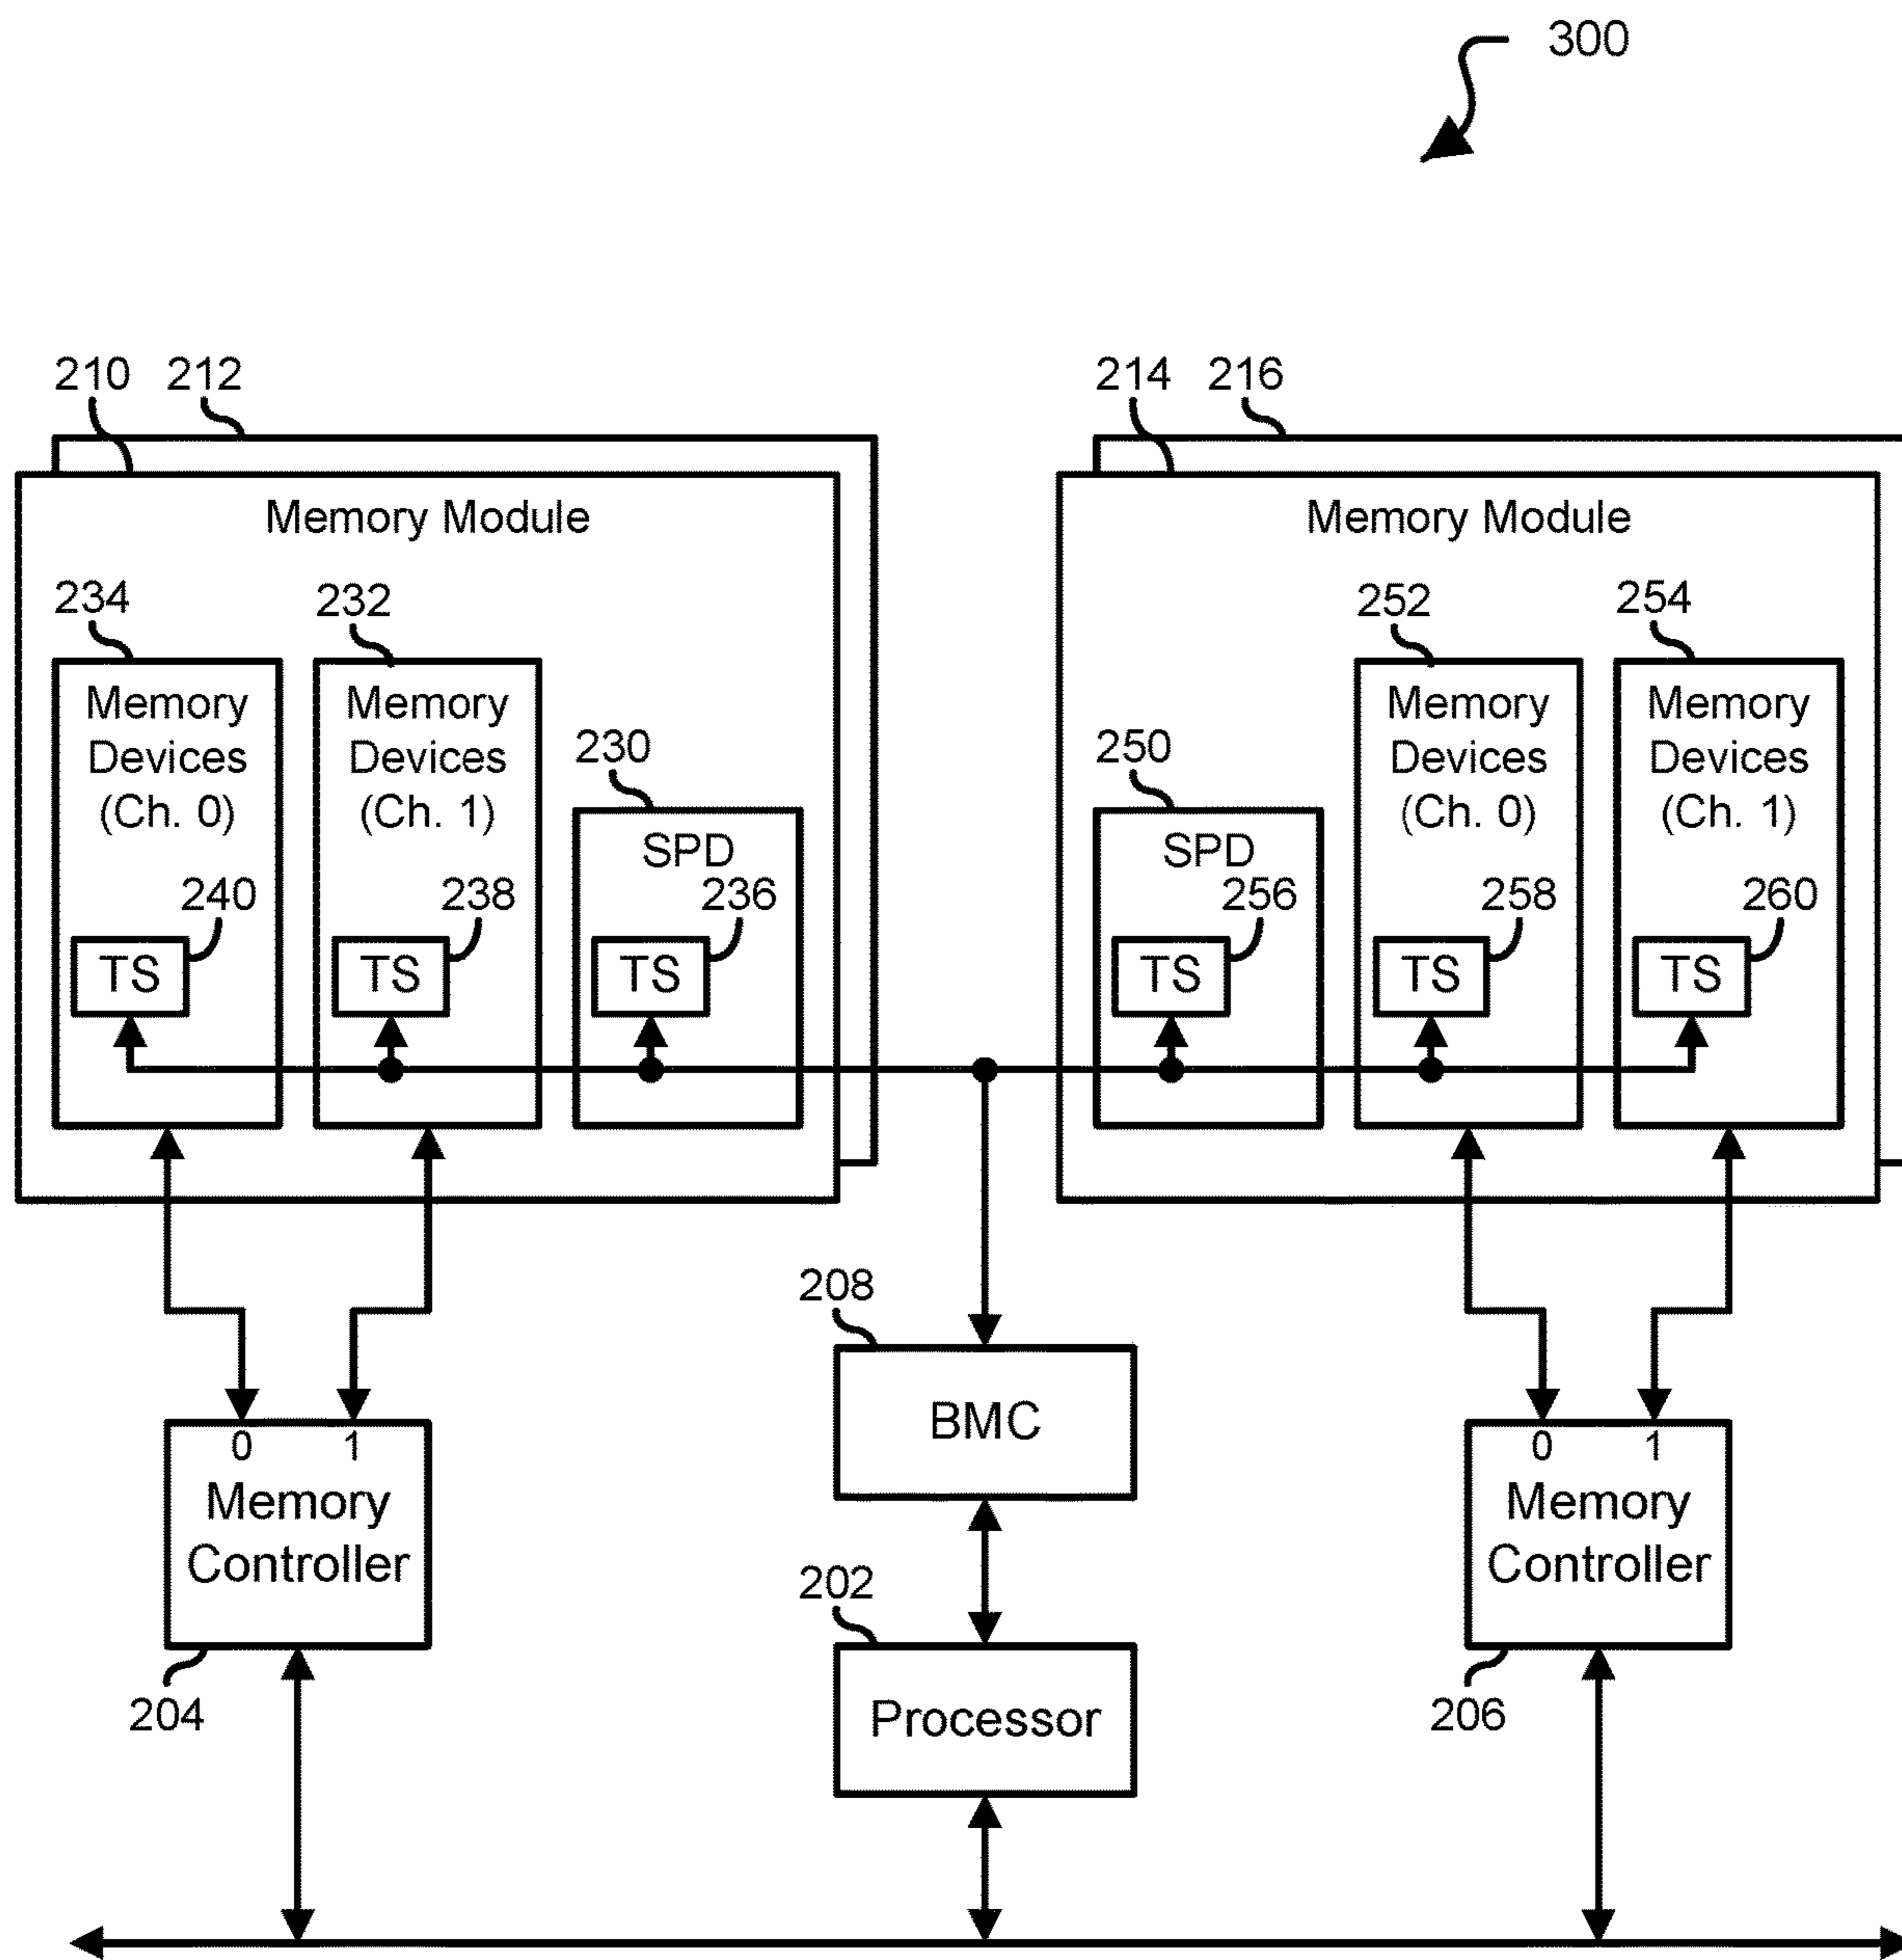 300
210 212
214 216
Memory Module
Memory Module
234
232
252
254
Memory
Devices
(Ch. 0)
Memory
Devices
(Ch. 1)
230
SPD
250
SPD
Memory
Devices
(Ch. 0)
Memory
Devices
(Ch. 1)
240
238
236
256
258
260
TS
TS
TS
TS
TS
TS
208
BMC
0 1
Memory
Controller
204
202
Processor
0 1
Memory
Controller
206